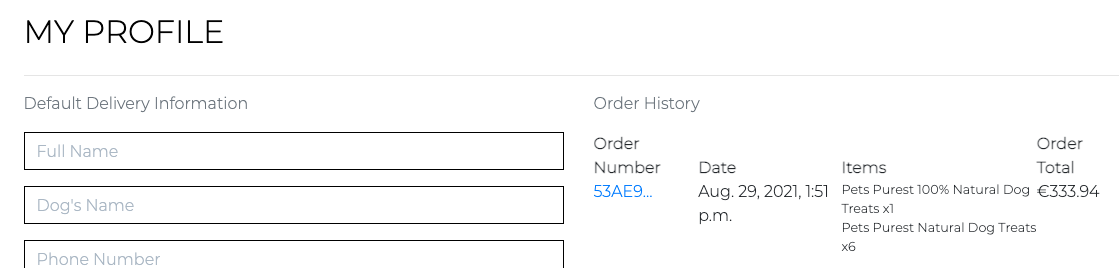 MY PROFILE
Default Delivery Information
Full Name
Dog's Name
Phone Number
Order History
Order Number
Date
Items
Order Total
53AE9...
Aug. 29, 2021, 1:51
p.m.
Pets Purest 100% Natural Dog
Treats x1
Pets Purest Natural Dog Treats
x6
€333.94